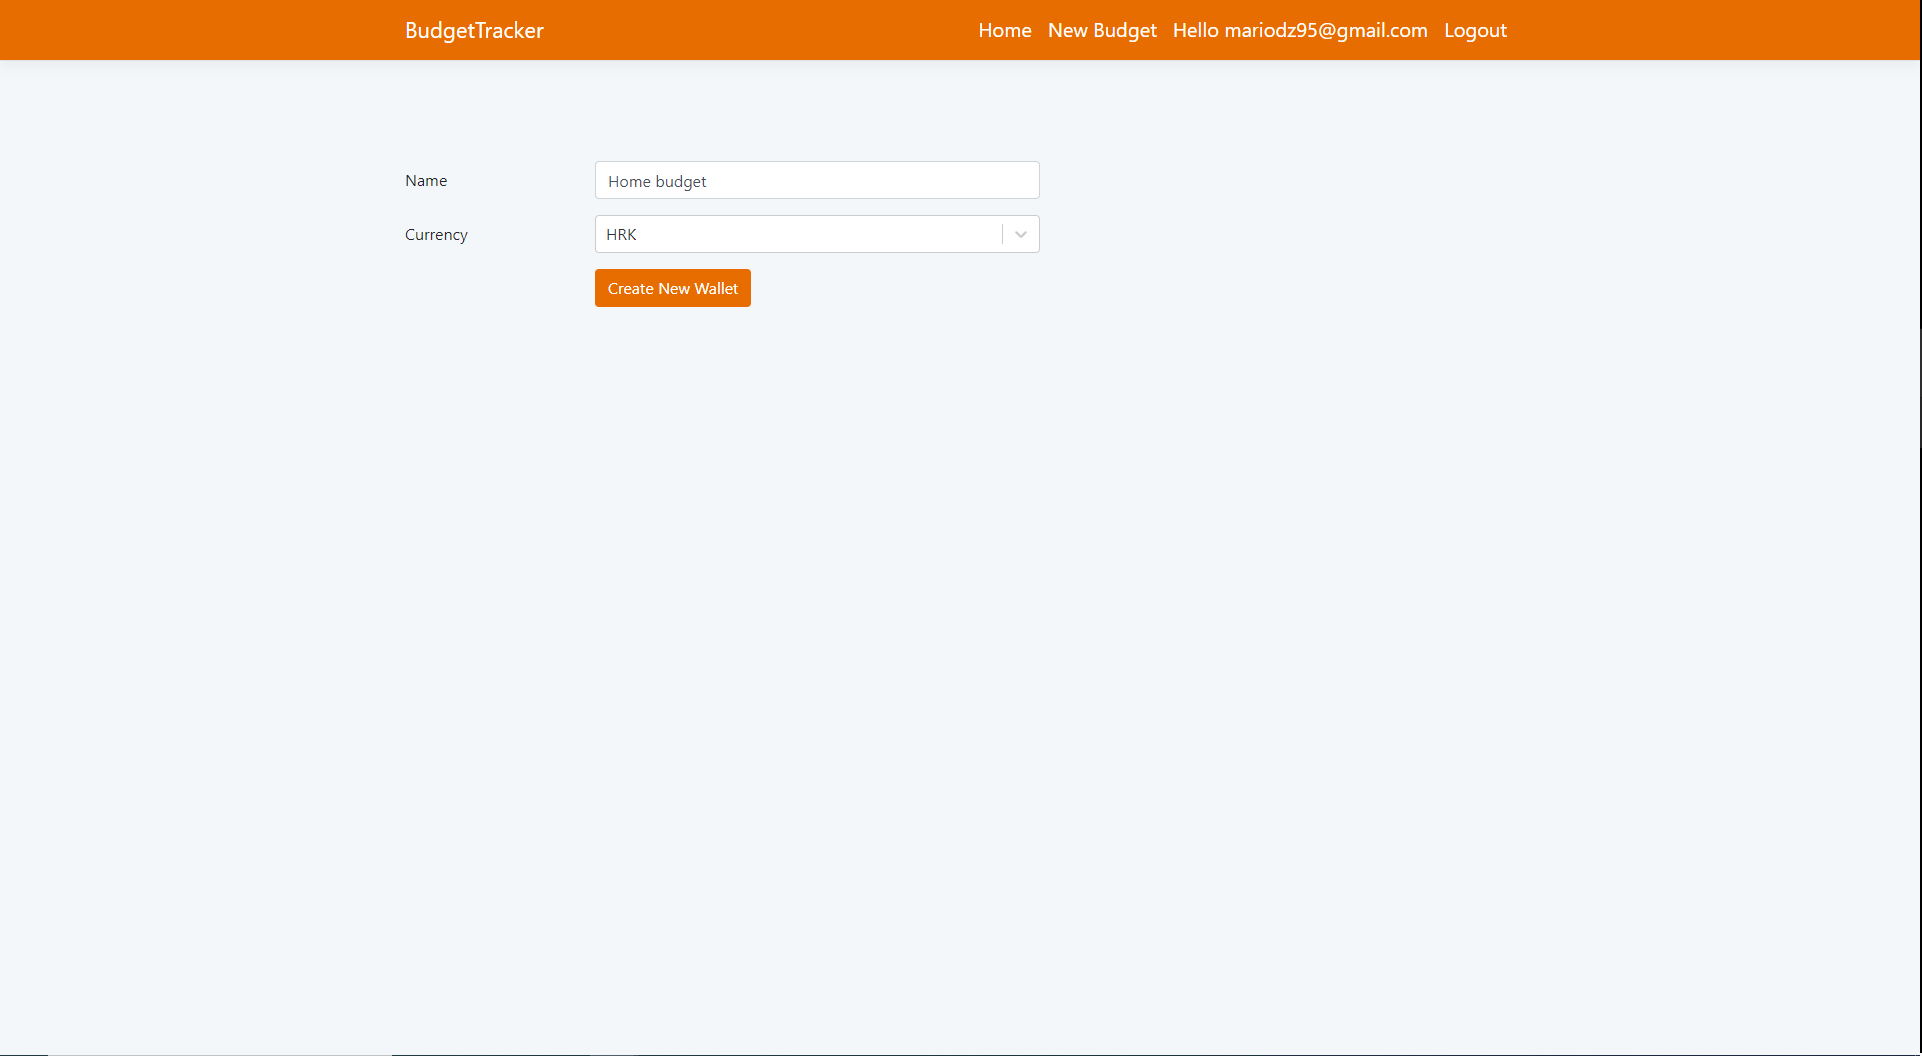 BudgetTracker Home New Budget Hello mariodz95@gmail.com Logout
Name Home budget
Currency HRK
Create New Wallet